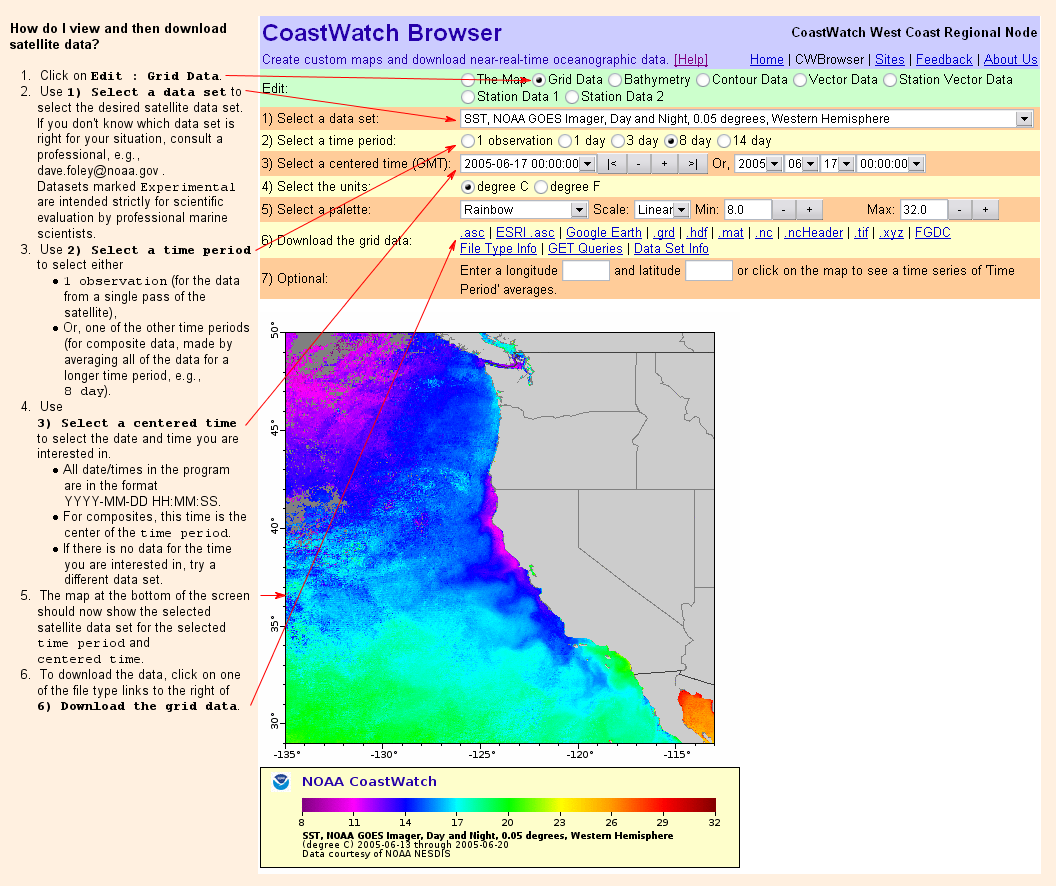 How do I view and then download
satellite data?
1. Click on Edit : Grid Data.
2. Use 1) Select a data set to
select the desired satellite data set.
If you don't know which data set is
right for your situation, consult a
professional, e.g.,
dave.foley@noaa.gov .
Datasets marked Experimental
are intended strictly for scientific
evaluation by professional marine
scientists.
3. Use 2) Select a time period
to select either
• 1 observation (for the data
from a single pass of the
satellite),
• Or, one of the other time periods
(for composite data, made by
averaging all of the data for a
longer time period, e.g.,
8 day).
4. Use
3) Select a centered time
to select the date and time you are
interested in.
• All date/times in the program
are in the format
YYYY-MM-DD HH:MM:SS.
• For composites, this time is the
center of the time period.
• If there is no data for the time
you are interested in, try a
different data set.
5. The map at the bottom of the screen
should now show the selected
satellite data set for the selected
time period and
centered time.
6. To download the data, click on one
of the file type links to the right of
6) Download the grid data.
CoastWatch Browser
CoastWatch West Coast Regional Node
Create custom maps and download near-real-time oceanographic data. [Help]
Home | CWBrowser | Sites | Feedback | About Us
Edit: The Map Grid Data Bathymetry Contour Data Vector Data Station Vector Data
Station Data 1 Station Data 2
1) Select a data set: SST, NOAA GOES Imager, Day and Night, 0.05 degrees, Western Hemisphere
2) Select a time period: 1 observation 1 day 3 day 8 day 14 day
3) Select a centered time (GMT): 2005-06-17 00:00:00 |< - + >| Or, 2005 06 17 00:00:00
4) Select the units: degree C degree F
5) Select a palette: Rainbow Scale: Linear Min: 8.0 - + Max: 32.0 - +
6) Download the grid data: .asc | ESRI .asc | Google Earth | .grd | .hdf | .mat | .nc | .ncHeader | .tif | .xyz | FGDC
File Type Info | GET Queries | Data Set Info
7) Optional: Enter a longitude and latitude or click on the map to see a time series of 'Time
Period' averages.
50°
45°
40°
35°
30°
-135° -130° -125° -120° -115°
NOAA CoastWatch
8 11 14 17 20 23 26 29 32
SST, NOAA GOES Imager, Day and Night, 0.05 degrees, Western Hemisphere
(degree C) 2005-06-13 through 2005-06-20
Data courtesy of NOAA NESDIS